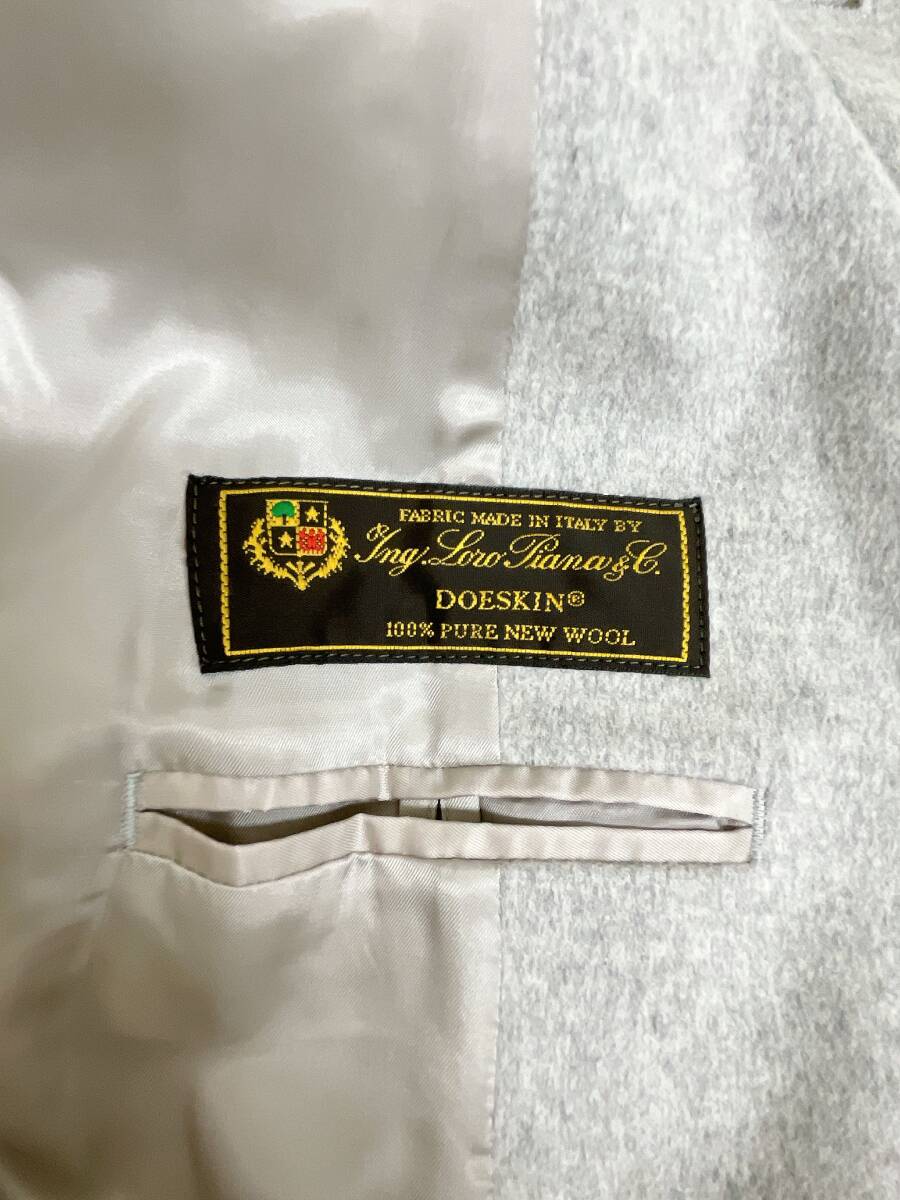 FABRIC MADE IN ITALY BY
Ing. Loro Piana & C.
DOESKIN®
100% PURE NEW WOOL